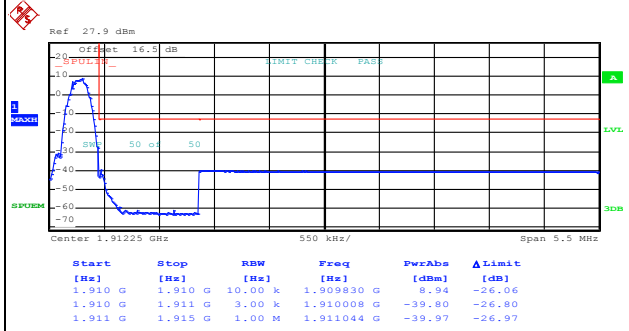 Ref 27.9 dBm
Offset 16.5 dB
20
_SPULIN_
LIMIT CHECK PASS
10
A
0
1
MAXH
-10
-20
LVL
SWP 50 of 50
-30
-40
-50
SPUEM
3DB
-60
-70
Center 1.91225 GHz 550 kHz/ Span 5.5 MHz
Start Stop RBW Freq PwrAbs ΔLimit
[Hz] [Hz] [Hz] [Hz] [dBm] [dB]
1.910 G 1.910 G 10.00 k 1.909830 G 8.94 -26.06
1.910 G 1.911 G 3.00 k 1.910008 G -39.80 -26.80
1.911 G 1.915 G 1.00 M 1.911044 G -39.97 -26.97